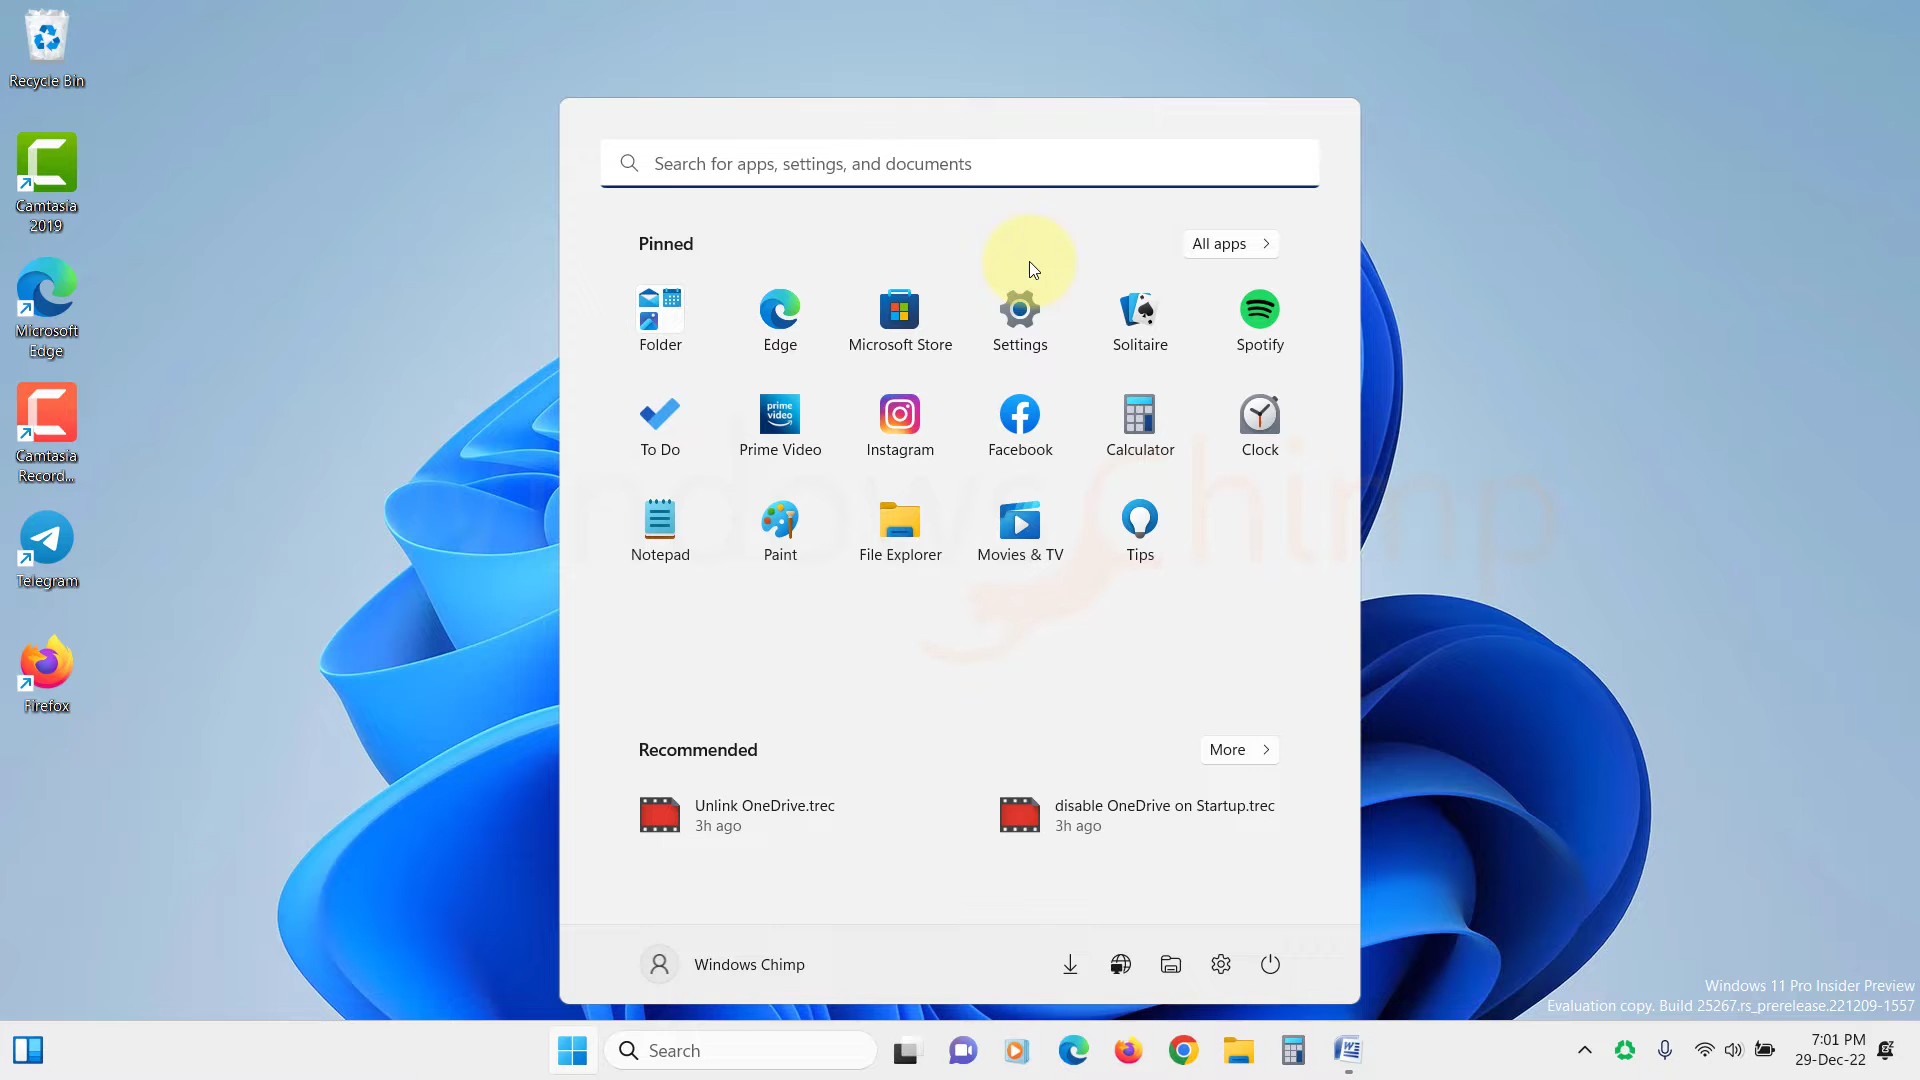 Recycle Bin
Camtasia
2019
Microsoft
Edge
Camtasia
Record...
Telegram
Firefox
Search for apps, settings, and documents
Pinned
All apps
Folder
Edge
Microsoft Store
Settings
Solitaire
Spotify
To Do
prime
video
Prime Video
Instagram
Facebook
Calculator
Clock
Notepad
Paint
File Explorer
Movies & TV
Tips
Recommended
More
Unlink OneDrive.trec
3h ago
disable OneDrive on Startup.trec
3h ago
Windows Chimp
Windows 11 Pro Insider Preview
Evaluation copy. Build 25267.rs_prerelease.221209-1557
Search
7:01 PM
29-Dec-22